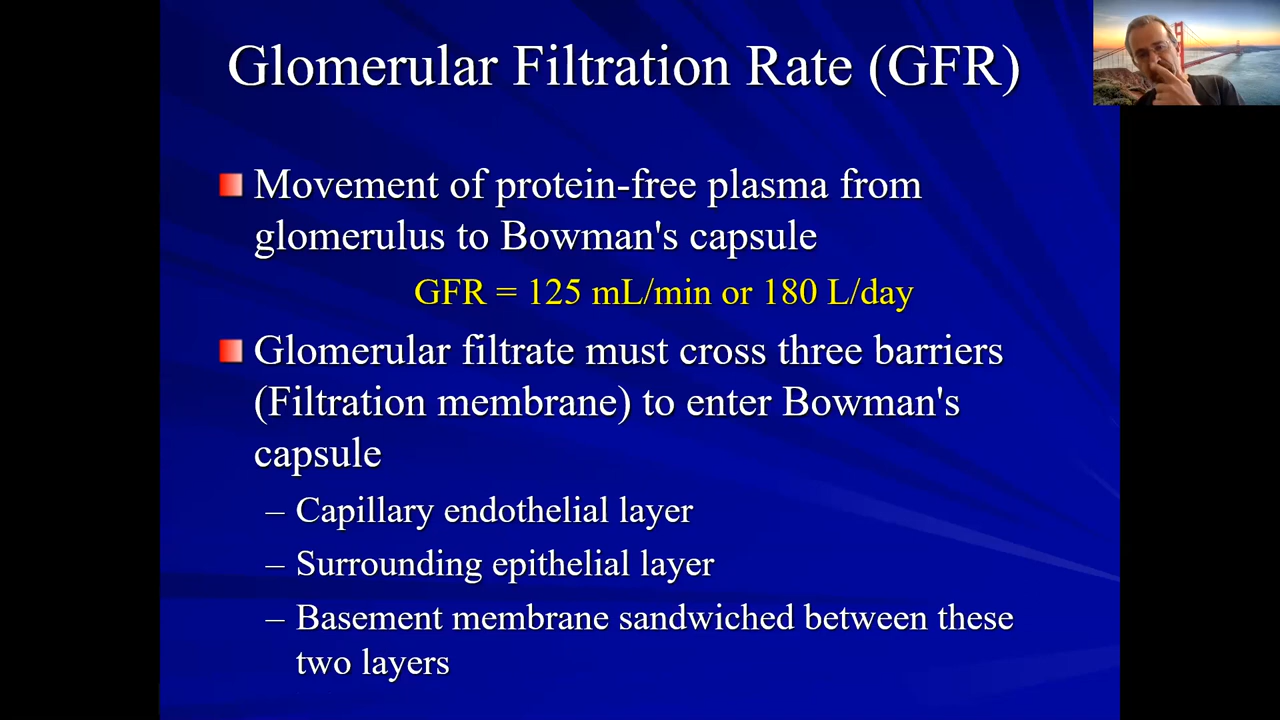 Glomerular Filtration Rate (GFR)
Movement of protein-free plasma from
glomerulus to Bowman's capsule
GFR = 125 mL/min or 180 L/day
Glomerular filtrate must cross three barriers
(Filtration membrane) to enter Bowman's
capsule
– Capillary endothelial layer
– Surrounding epithelial layer
– Basement membrane sandwiched between these
two layers